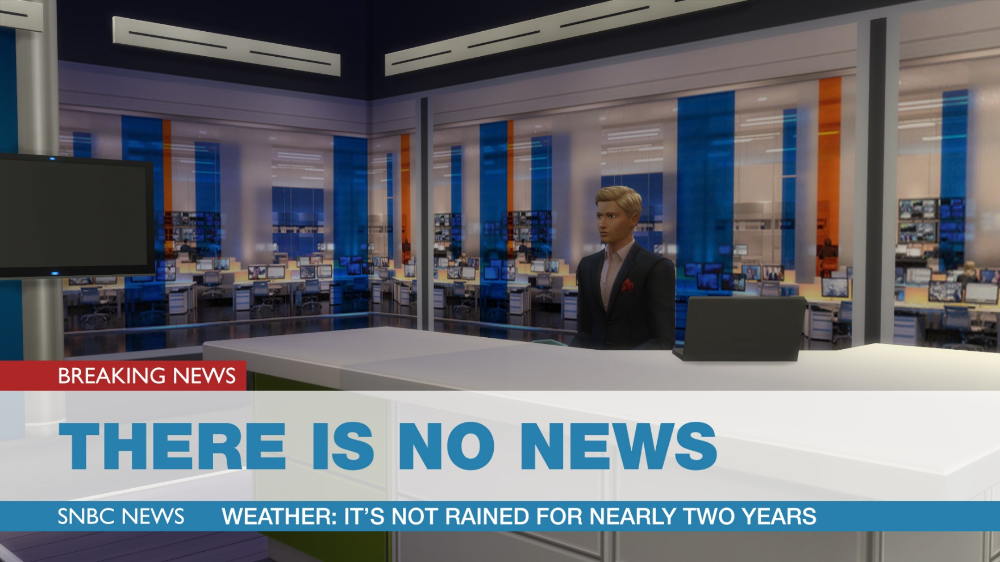 BREAKING NEWS
THERE IS NO NEWS
SNBC NEWS WEATHER: IT'S NOT RAINED FOR NEARLY TWO YEARS